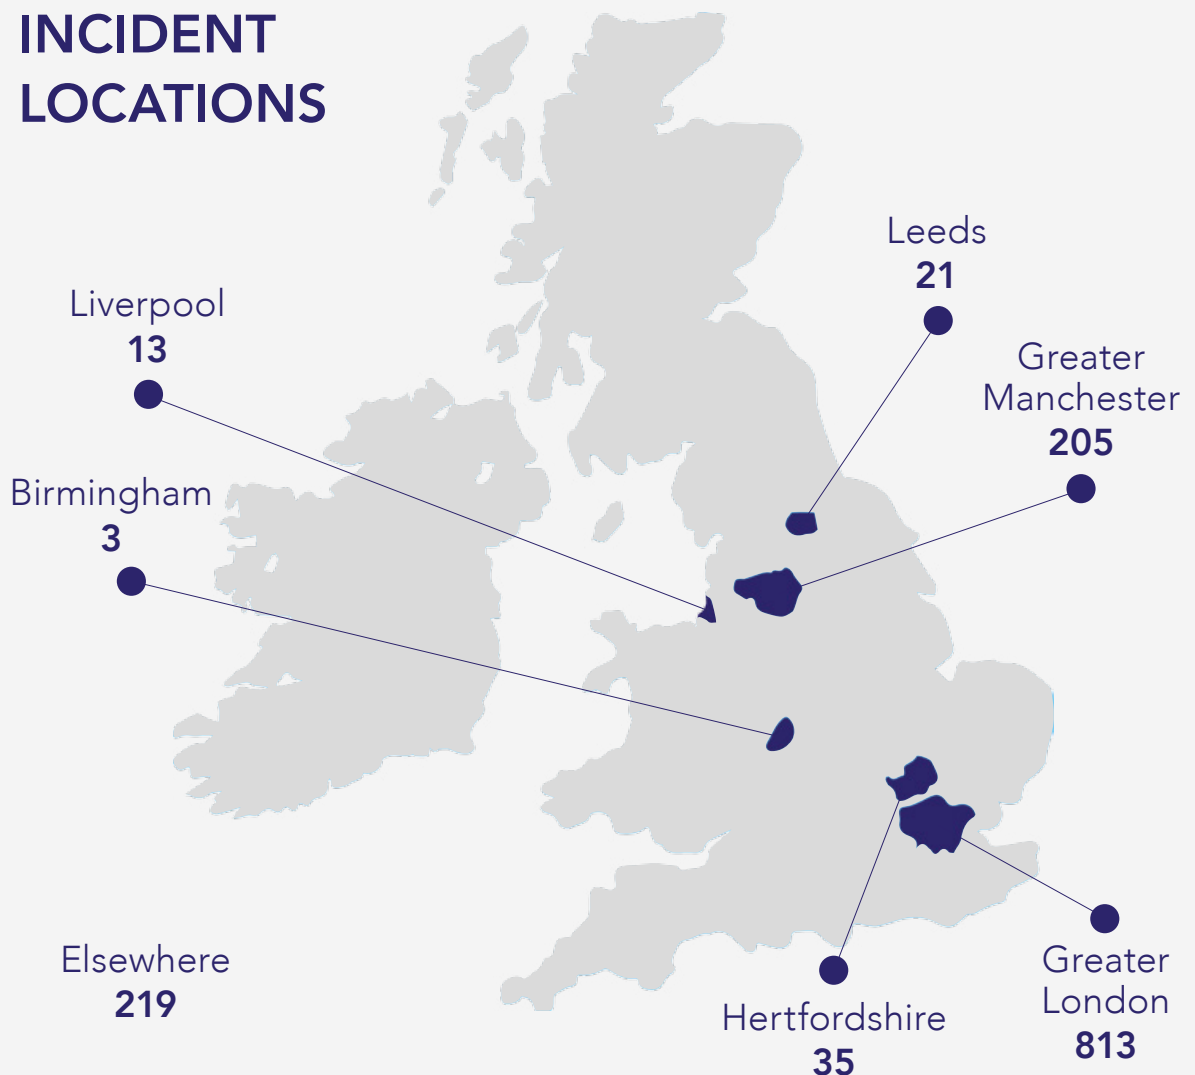 INCIDENT
LOCATIONS
Leeds
21
Liverpool
13
Greater
Manchester
205
Birmingham
3
Elsewhere
219
Hertfordshire
35
Greater
London
813